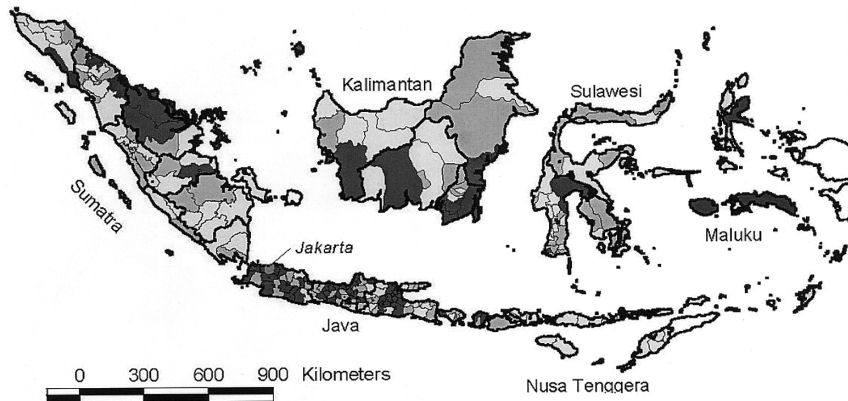 Kalimantan
Sulawesi
Sumatra
Maluku
Jakarta
Java
0 300 600 900 Kilometers
Nusa Tenggera